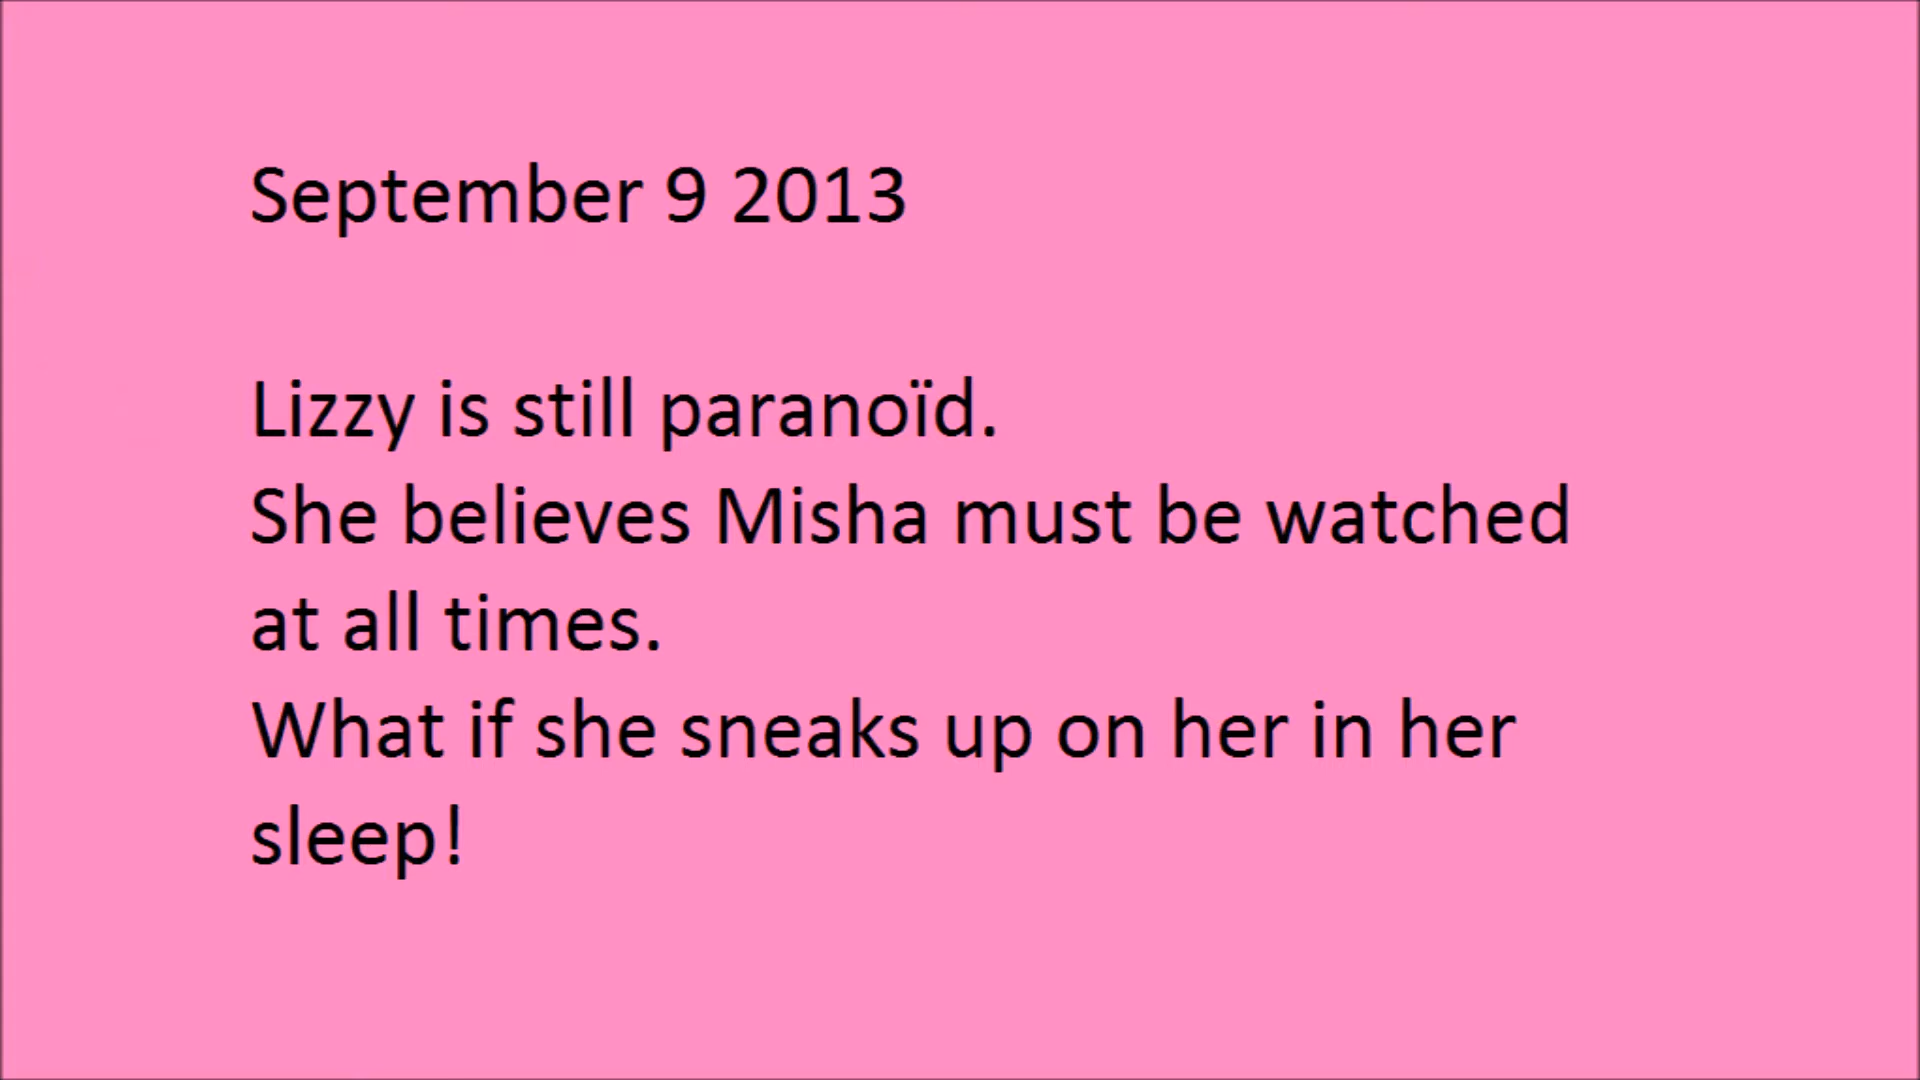 September 9 2013
Lizzy is still paranoïd.
She believes Misha must be watched
at all times.
What if she sneaks up on her in her
sleep!